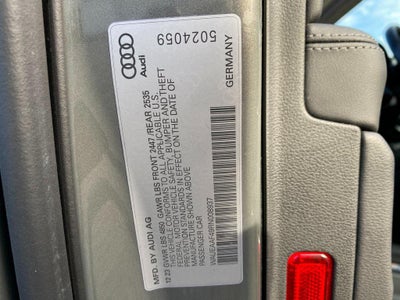 Audi
5024059
GERMANY
MFD. BY AUDI AG
12 23 GVWR LBS 4850 GAWR LBS FRONT 2447 /REAR 2535
THIS VEHICLE CONFORMS TO ALL APPLICABLE U.S.
FEDERAL MOTOR VEHICLE SAFETY, BUMPER AND THEFT
PREVENTION STANDARDS IN EFFECT ON THE DATE OF
MANUFACTURE SHOWN ABOVE
PASSENGER CAR